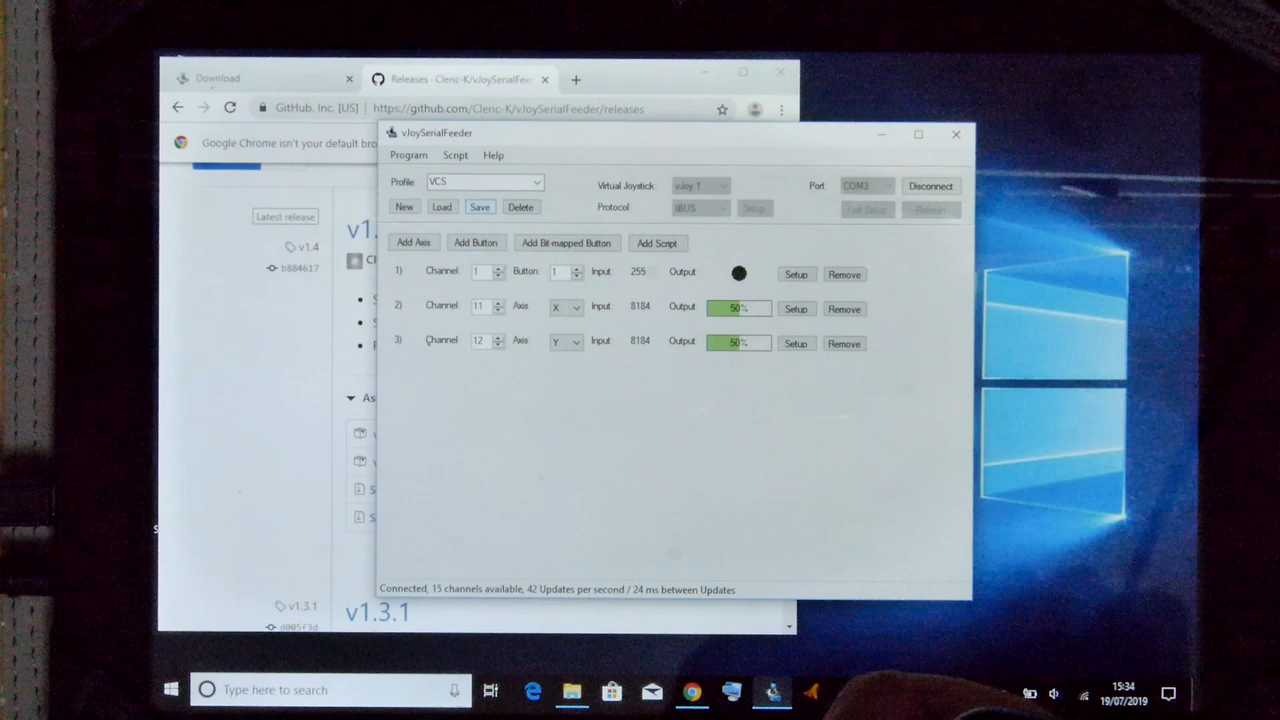 Download
Releases · Cleric-K/vJoySerialFee
GitHub, Inc. [US] | https://github.com/Cleric-K/vJoySerialFeeder/releases
Google Chrome isn't your default bro
Latest release
v1.4
b884617
v1.
vJoySerialFeeder
Program Script Help
Profile VCS Virtual Joystick vJoy 1 Port COM3 Disconnect
New Load Save Delete Protocol IBUS Setup Port Setup Refresh
Add Axis Add Button Add Bit-mapped Button Add Script
1) Channel 1 Button 1 Input 255 Output Setup Remove
2) Channel 11 Axis X Input 8184 Output 50% Setup Remove
3) Channel 12 Axis Y Input 8184 Output 50% Setup Remove
As
Connected, 15 channels available, 42 Updates per second / 24 ms between Updates
v1.3.1
d005f3d
v1.3.1
Type here to search
15:34
19/07/2019